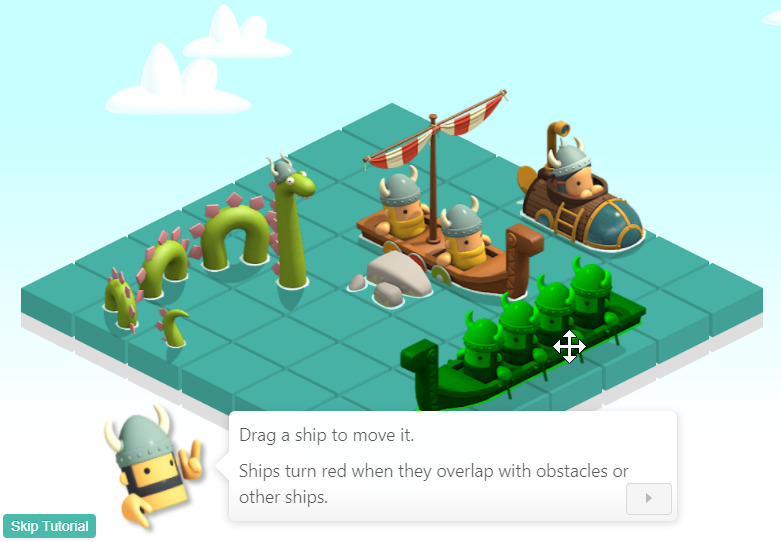 Drag a ship to move it.
Ships turn red when they overlap with obstacles or
other ships.
Skip Tutorial